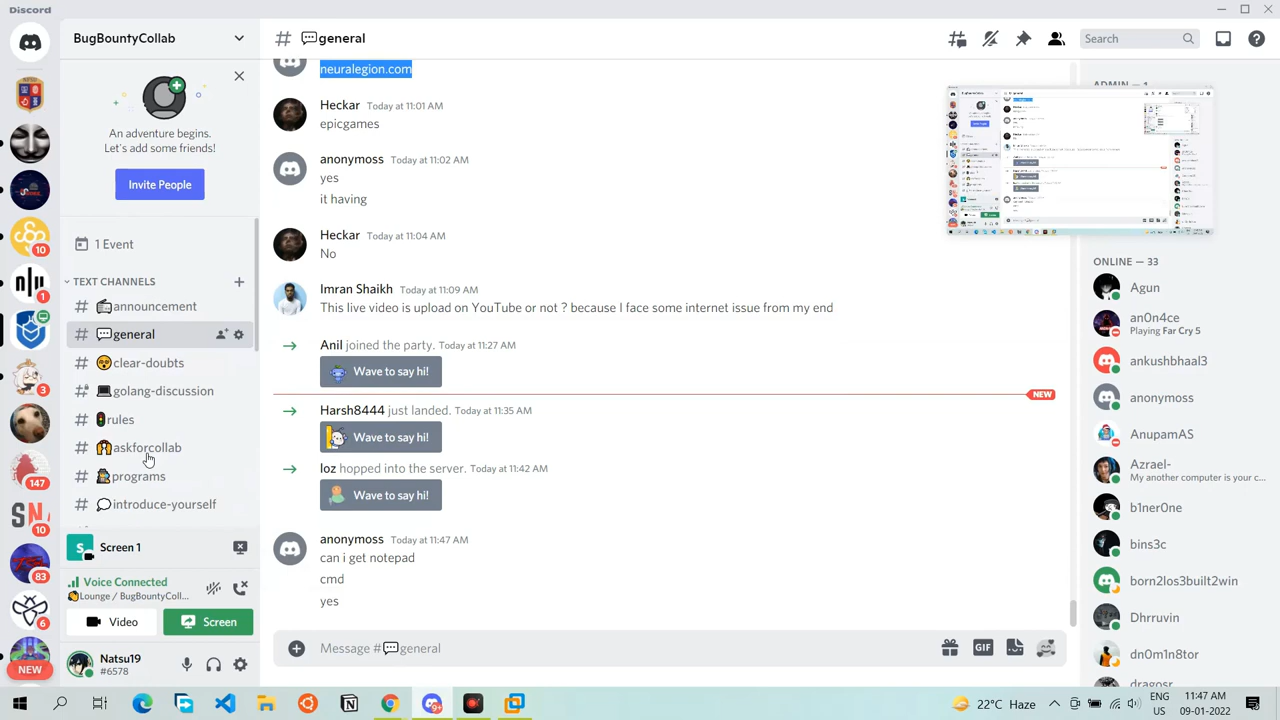 Discord
BugBountyCollab
general
Search
An adventure begins.
Let's add some friends!
Invite People
1 Event
TEXT CHANNELS
announcement
general
clear-doubts
golang-discussion
rules
askforcollab
programs
introduce-yourself
Screen 1
Voice Connected
Lounge / BugBountyColl...
Video
Screen
Natsu19
#6578
10
1
3
147
10
83
6
NEW
neuralegion.com
Heckar Today at 11:01 AM
epicgames
anonymoss Today at 11:02 AM
it having
Today at 11:04 AM
No
Imran Shaikh Today at 11:09 AM
This live video is upload on YouTube or not ? because I face some internet issue from my end
Anil joined the party. Today at 11:27 AM
Wave to say hi!
NEW
Harsh8444 just landed. Today at 11:35 AM
Wave to say hi!
loz hopped into the server. Today at 11:42 AM
Wave to say hi!
anonymoss Today at 11:47 AM
can i get notepad
cmd
yes
Message # general
GIF
ONLINE — 33
Agun
an0n4ce
Playing Far Cry 5
ankushbhaal3
anonymoss
AnupamAS
Azrael-
My another computer is your c...
b1ner0ne
bins3c
born2los3built2win
Dhrruvin
dn0m1n8tor
9+
22°C Haze
ENG
US
11:47 AM
09-01-2022